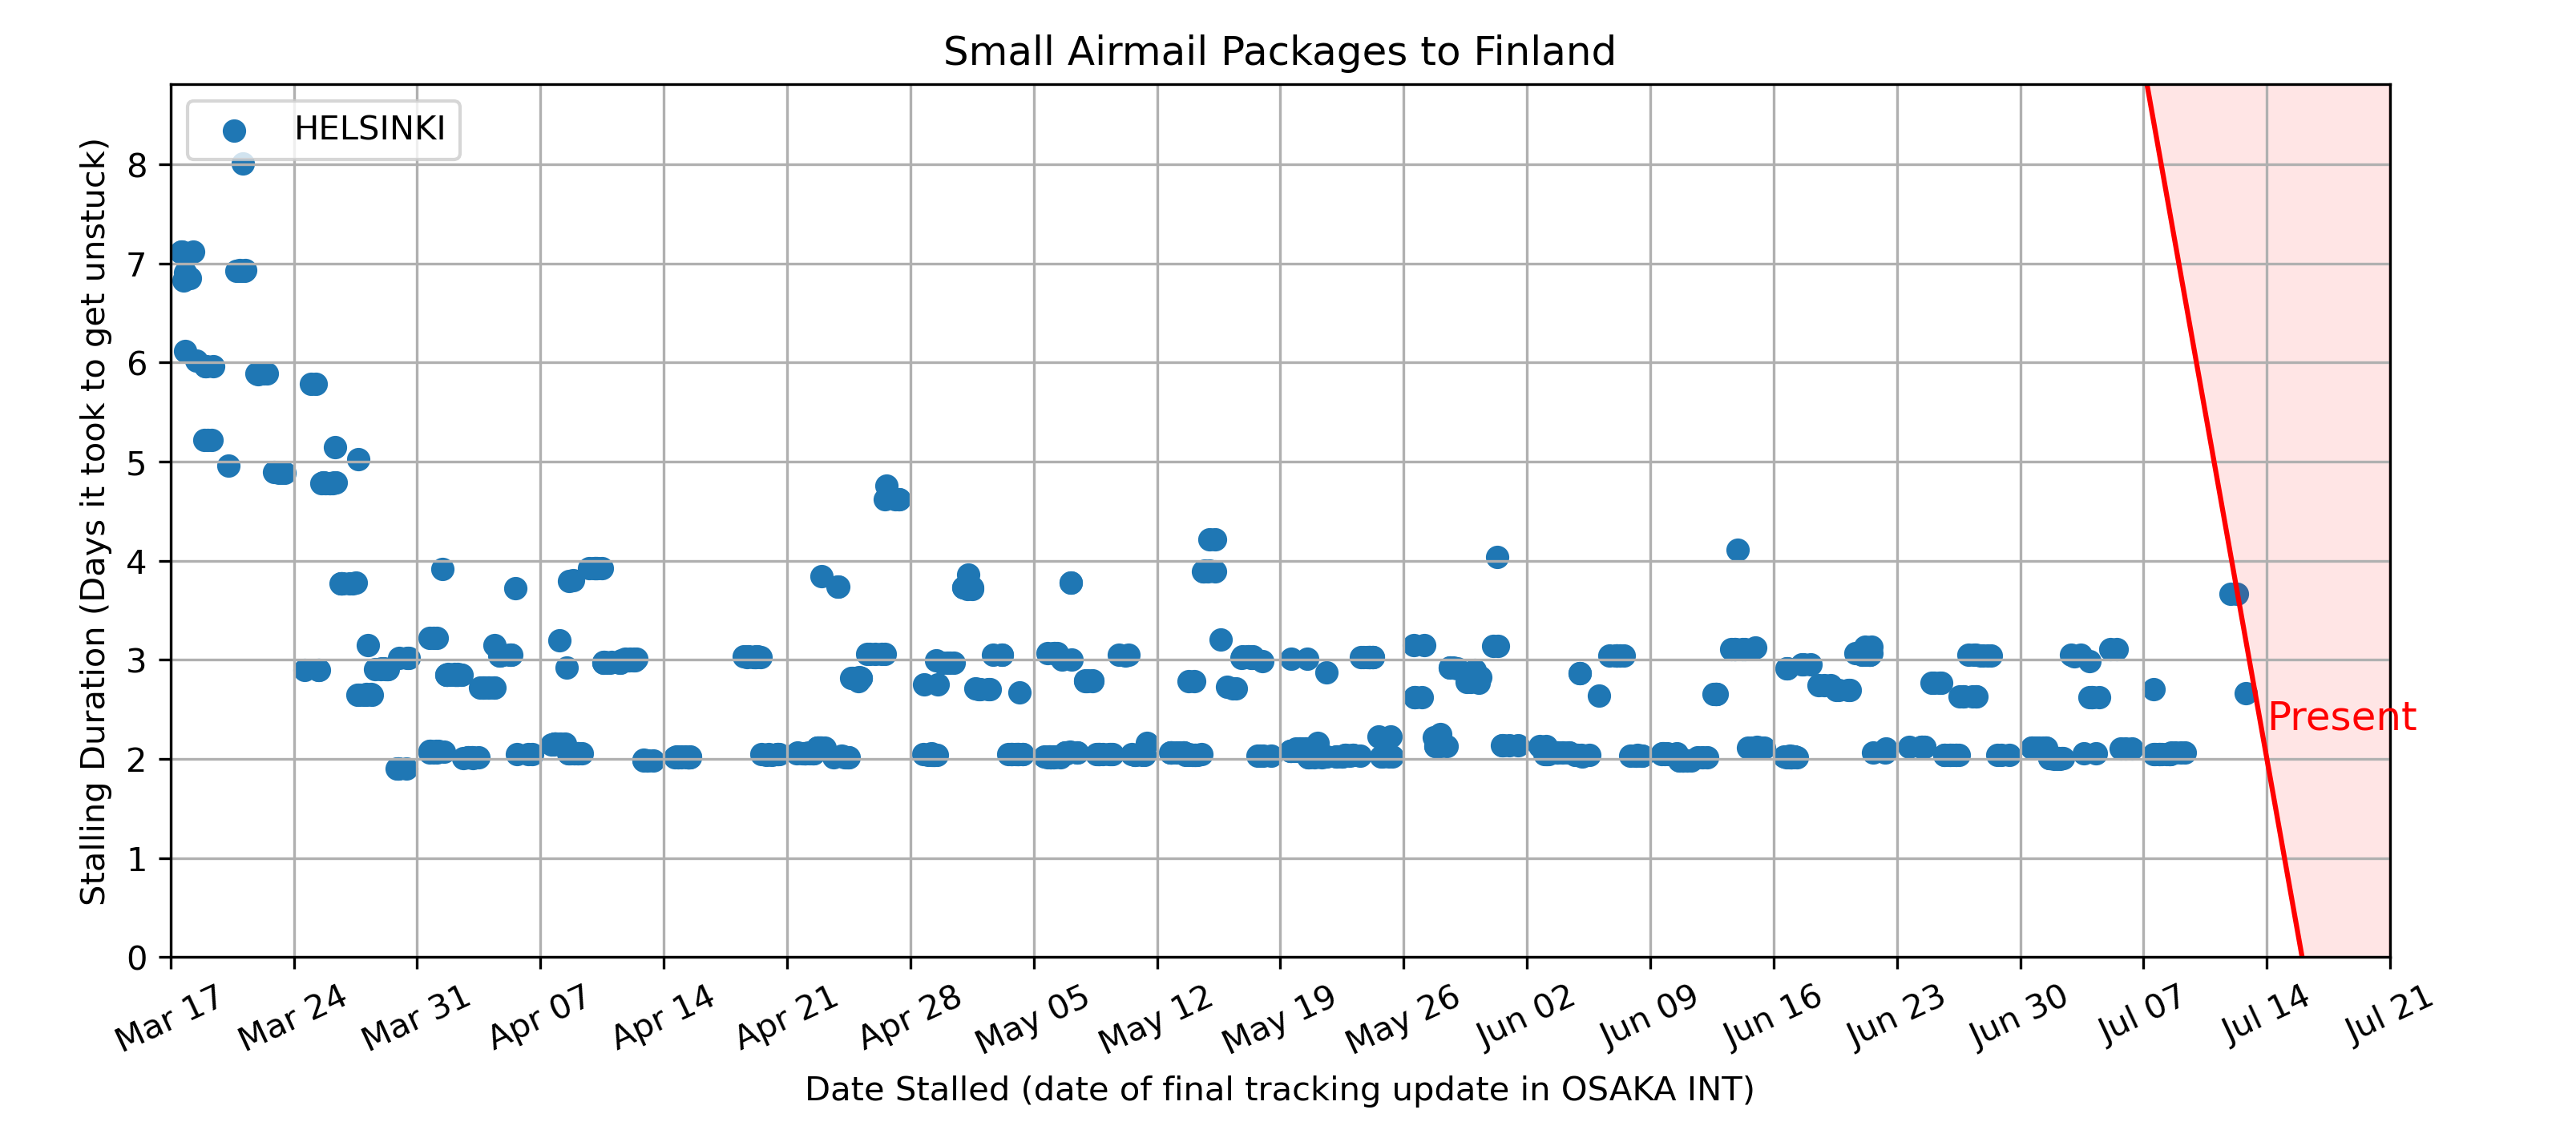 Small Airmail Packages to Finland
HELSINKI
Stalling Duration (Days it took to get unstuck)
8
7
6
5
4
3
2
1
0
Present
Mar 17
Mar 24
Mar 31
Apr 07
Apr 14
Apr 21
Apr 28
May 05
May 12
May 19
May 26
Jun 02
Jun 09
Jun 16
Jun 23
Jun 30
Jul 07
Jul 14
Jul 21
Date Stalled (date of final tracking update in OSAKA INT)